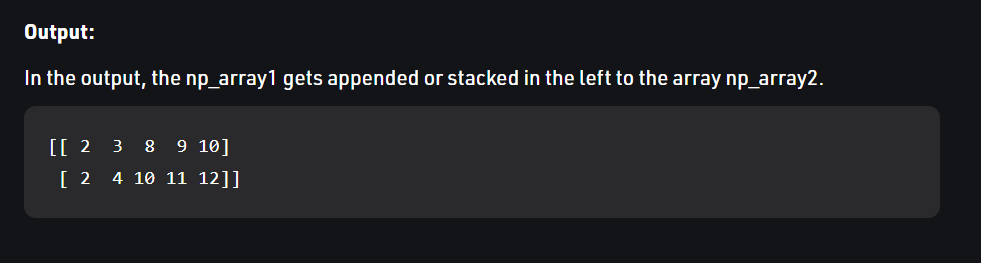 Output:
In the output, the np_array1 gets appended or stacked in the left to the array np_array2.
[[ 2  3  8  9 10]
 [ 2  4 10 11 12]]